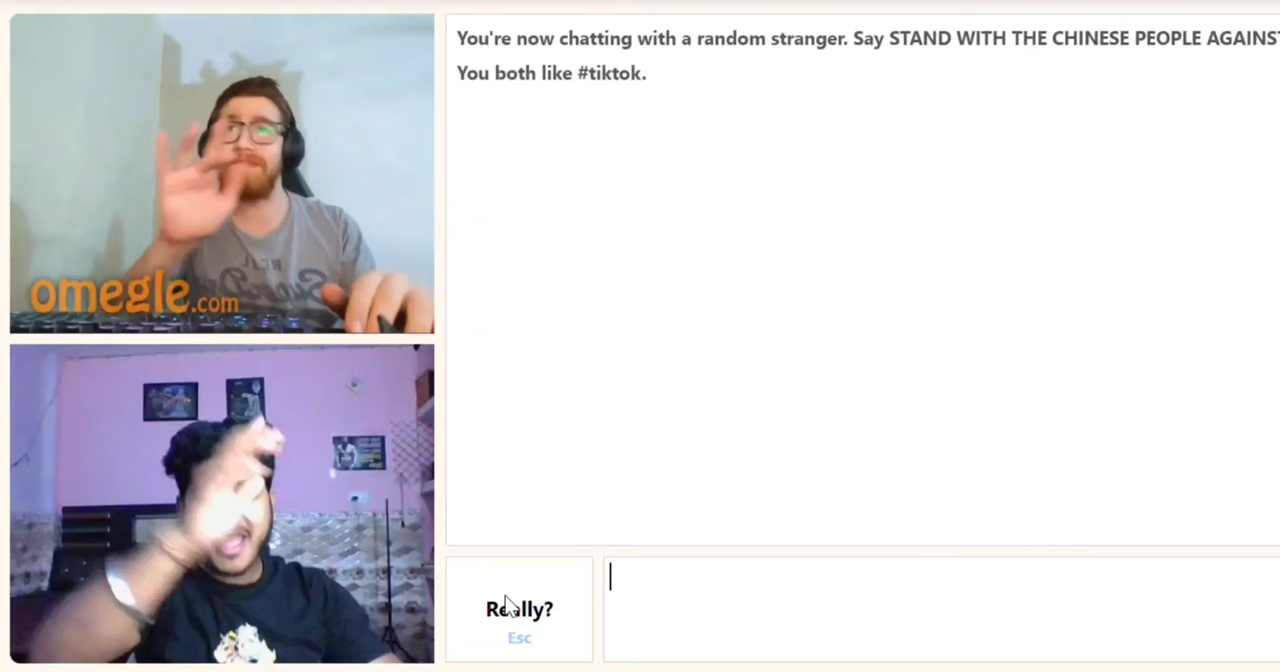 You're now chatting with a random stranger. Say STAND WITH THE CHINESE PEOPLE AGAINST
You both like #tiktok.
omegle.com
Really?
Esc